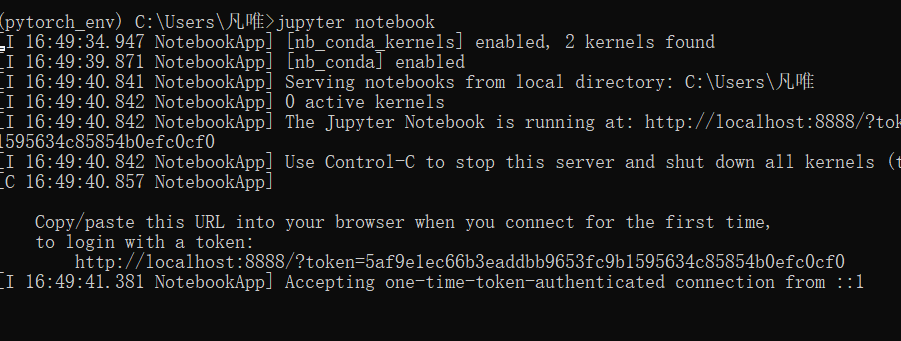 (pytorch_env) C:\Users\凡唯>jupyter notebook
[I 16:49:34.947 NotebookApp] [nb_conda_kernels] enabled, 2 kernels found
[I 16:49:39.871 NotebookApp] [nb_conda] enabled
[I 16:49:40.841 NotebookApp] Serving notebooks from local directory: C:\Users\凡唯
[I 16:49:40.842 NotebookApp] 0 active kernels
[I 16:49:40.842 NotebookApp] The Jupyter Notebook is running at: http://localhost:8888/?tok
1595634c85854b0efc0cf0
[I 16:49:40.842 NotebookApp] Use Control-C to stop this server and shut down all kernels (t
[C 16:49:40.857 NotebookApp]
Copy/paste this URL into your browser when you connect for the first time,
to login with a token:
http://localhost:8888/?token=5af9e1ec66b3eaddbb9653fc9b1595634c85854b0efc0cf0
[I 16:49:41.381 NotebookApp] Accepting one-time-token-authenticated connection from ::1